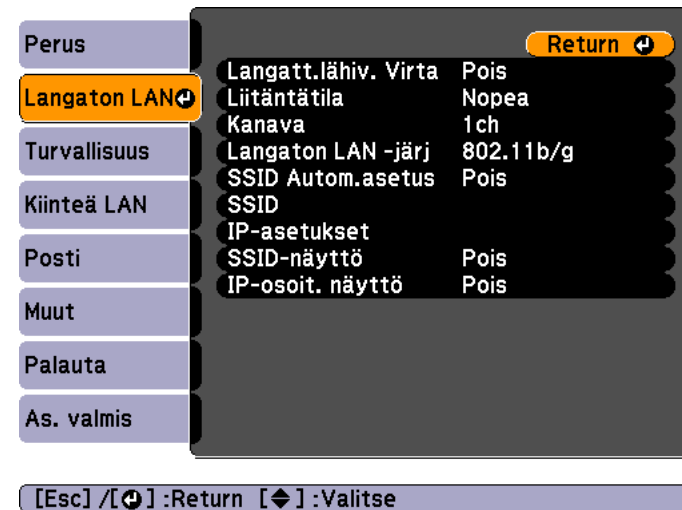 Perus
Langaton LAN
Turvallisuus
Kiinteä LAN
Posti
Muut
Palauta
As. valmis
Return
Langatt.lähiv. Virta Pois
Liitäntätila Nopea
Kanava 1ch
Langaton LAN -järj 802.11b/g
SSID Autom.asetus Pois
SSID
IP-asetukset
SSID-näyttö Pois
IP-osoit. näyttö Pois
[Esc] /[⏎] :Return [◆] :Valitse